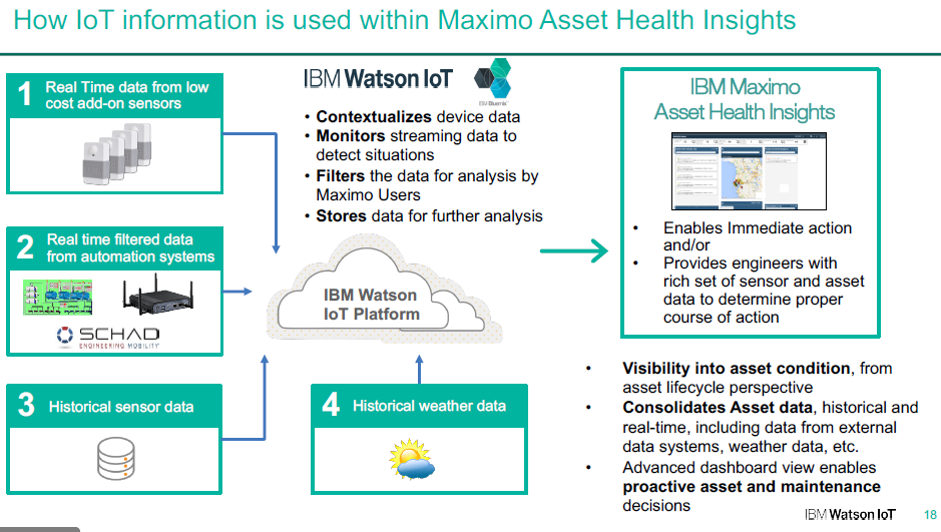 How IoT information is used within Maximo Asset Health Insights
1 Real Time data from low
cost add-on sensors
2 Real time filtered data
from automation systems
SCHAD
ENGINEERING MOBILITY
3 Historical sensor data
IBM Watson IoT
IBM Bluemix™
• Contextualizes device data
• Monitors streaming data to
detect situations
• Filters the data for analysis by
Maximo Users
• Stores data for further analysis
IBM Watson
IoT Platform
4 Historical weather data
IBM Maximo
Asset Health Insights
• Enables Immediate action
and/or
• Provides engineers with
rich set of sensor and asset
data to determine proper
course of action
• Visibility into asset condition, from
asset lifecycle perspective
• Consolidates Asset data, historical and
real-time, including data from external
data systems, weather data, etc.
• Advanced dashboard view enables
proactive asset and maintenance
decisions
IBM Watson IoT
18